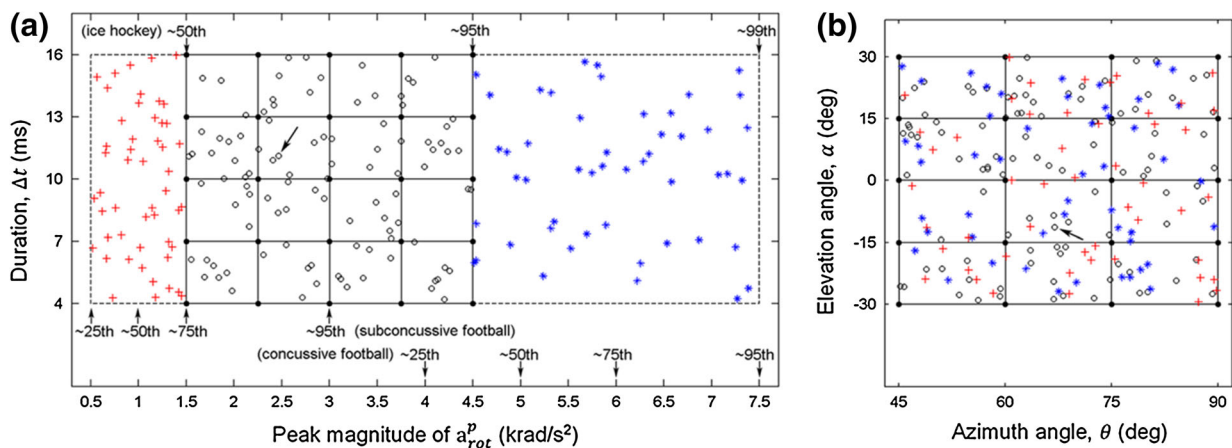 (a)
(ice hockey) ~50th ~95th ~99th
16
13
10
7
4
Duration, Δt (ms)
~25th ~50th ~75th ~95th (subconcussive football)
(concussive football) ~25th ~50th ~75th ~95th
0.5 1 1.5 2 2.5 3 3.5 4 4.5 5 5.5 6 6.5 7 7.5
Peak magnitude of a_rot^p (krad/s²)
(b)
30
15
0
-15
-30
Elevation angle, α (deg)
45 60 75 90
Azimuth angle, θ (deg)